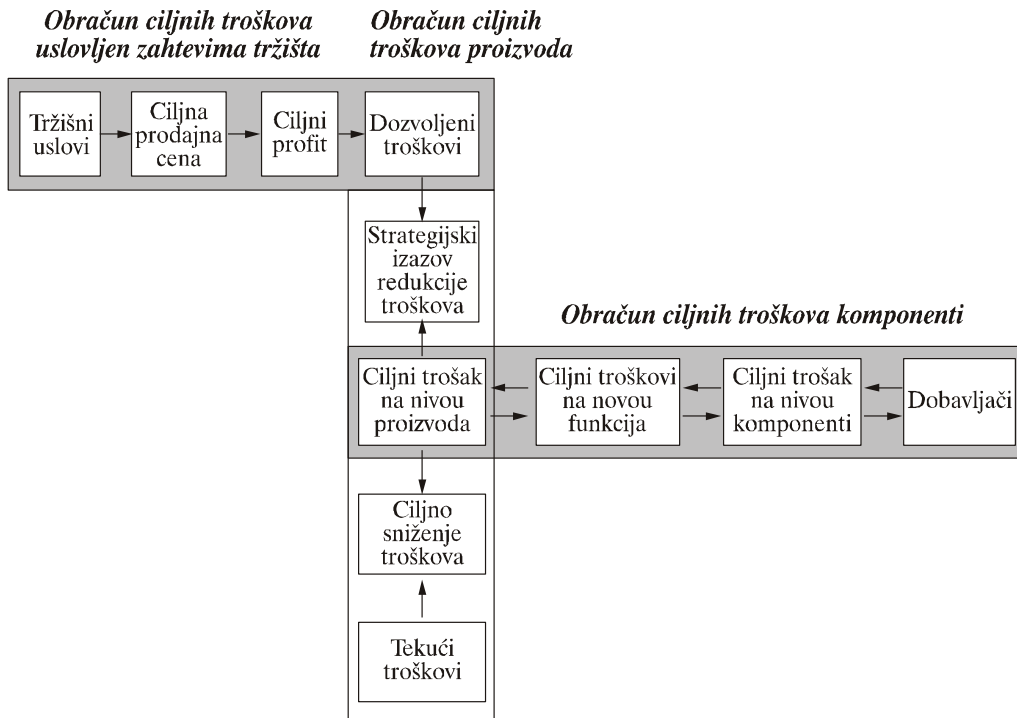 Obračun ciljnih troškova
uslovljen zahtevima tržišta
Obračun ciljnih
troškova proizvoda
Tržišni
uslovi
Ciljna
prodajna
cena
Ciljni
profit
Dozvoljeni
troškovi
Strategijski
izazov
redukcije
troškova
Obračun ciljnih troškova komponenti
Ciljni trošak
na nivou
proizvoda
Ciljni troškovi
na novou
funkcija
Ciljni trošak
na nivou
komponenti
Dobavljači
Ciljno
sniženje
troškova
Tekući
troškovi